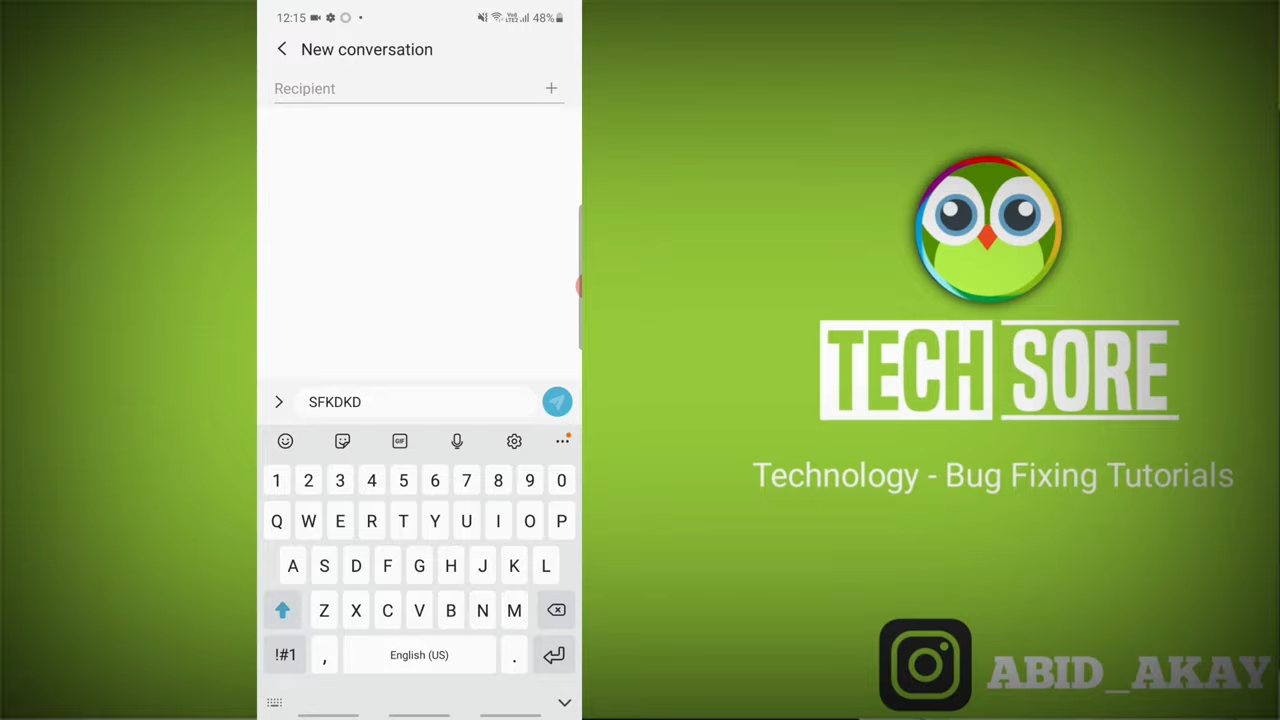 12:15 48%
New conversation
Recipient
SFKDKD
GIF
1 2 3 4 5 6 7 8 9 0
Q W E R T Y U I O P
A S D F G H J K L
Z X C V B N M
!#1 , English (US) .
TECH SORE
Technology - Bug Fixing Tutorials
ABID_AKAY